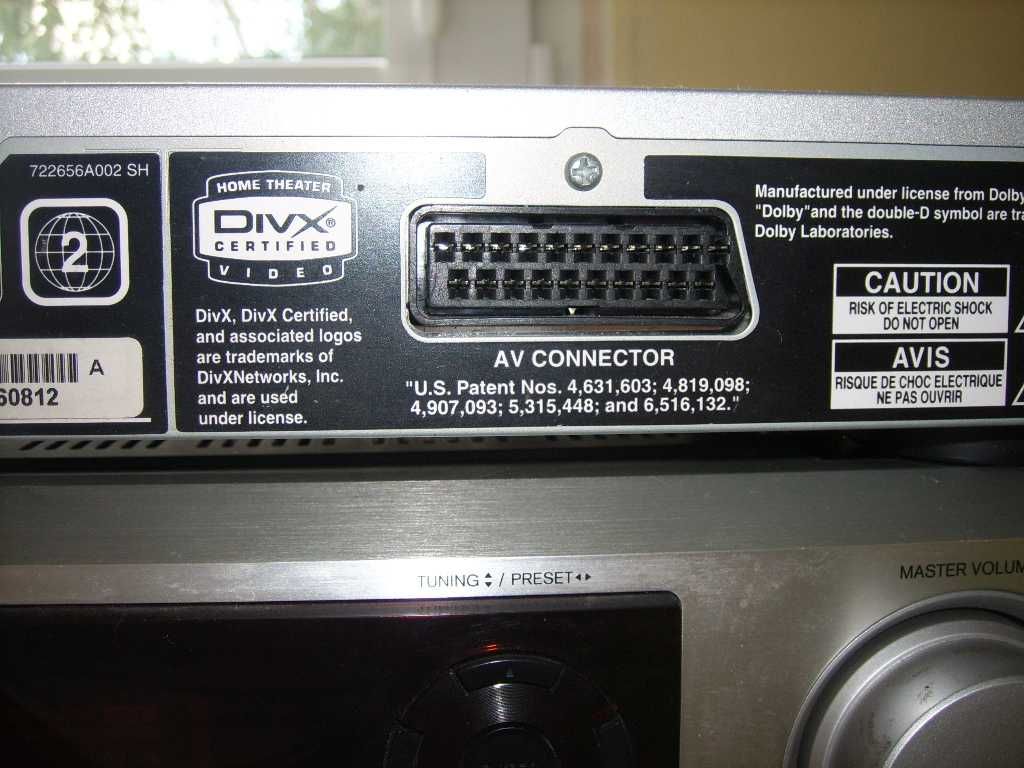 722656A002 SH
2
A
60812
HOME THEATER
DIVX®
CERTIFIED
VIDEO
DivX, DivX Certified,
and associated logos
are trademarks of
DivXNetworks, Inc.
and are used
under license.
AV CONNECTOR
"U.S. Patent Nos. 4,631,603; 4,819,098;
4,907,093; 5,315,448; and 6,516,132."
Manufactured under license from Dolby
"Dolby"and the double-D symbol are tra
Dolby Laboratories.
CAUTION
RISK OF ELECTRIC SHOCK
DO NOT OPEN
AVIS
RISQUE DE CHOC ELECTRIQUE
NE PAS OUVRIR
TUNING / PRESET
MASTER VOLUM